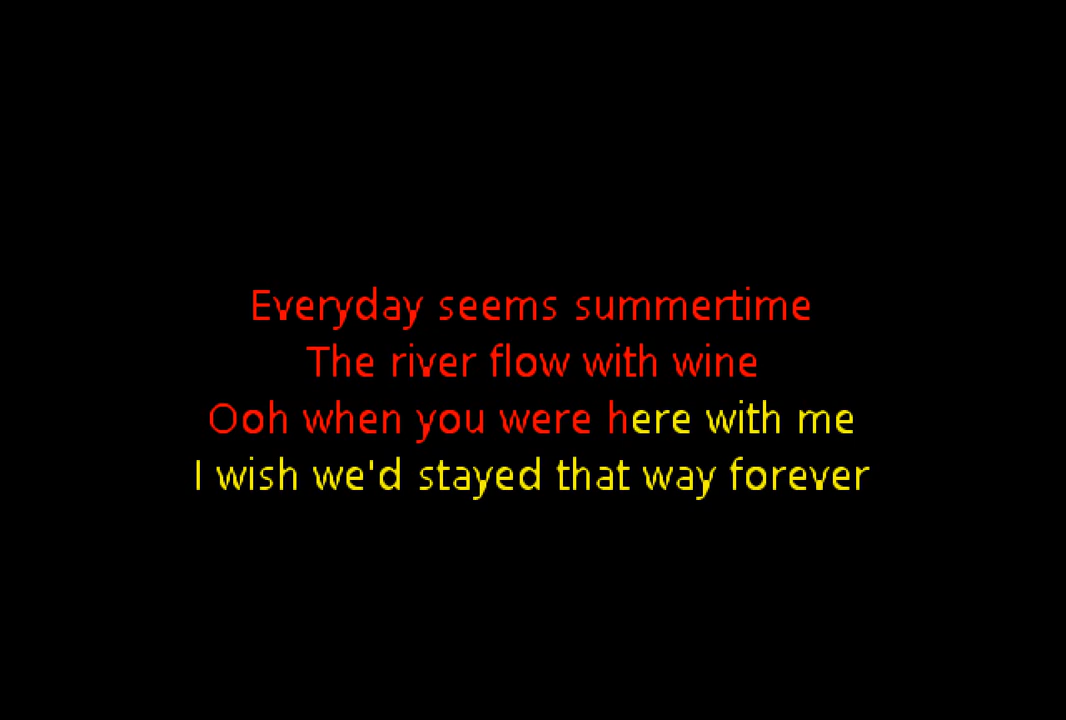 Everyday seems summertime
The river flow with wine
Ooh when you were here with me
I wish we'd stayed that way forever